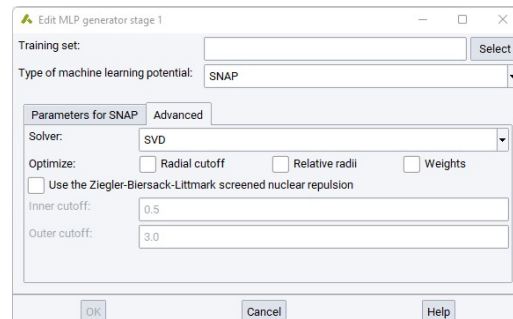 Edit MLP generator stage 1
Training set: Select
Type of machine learning potential: SNAP
Parameters for SNAP Advanced
Solver: SVD
Optimize: Radial cutoff Relative radii Weights
Use the Ziegler-Biersack-Littmark screened nuclear repulsion
Inner cutoff: 0.5
Outer cutoff: 3.0
OK Cancel Help